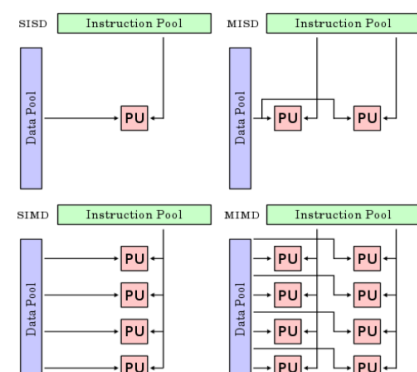 SISD Instruction Pool
Data Pool
PU
MISD Instruction Pool
Data Pool
PU PU
SIMD Instruction Pool
Data Pool
PU
PU
PU
PU
MIMD Instruction Pool
Data Pool
PU PU
PU PU
PU PU
PU PU